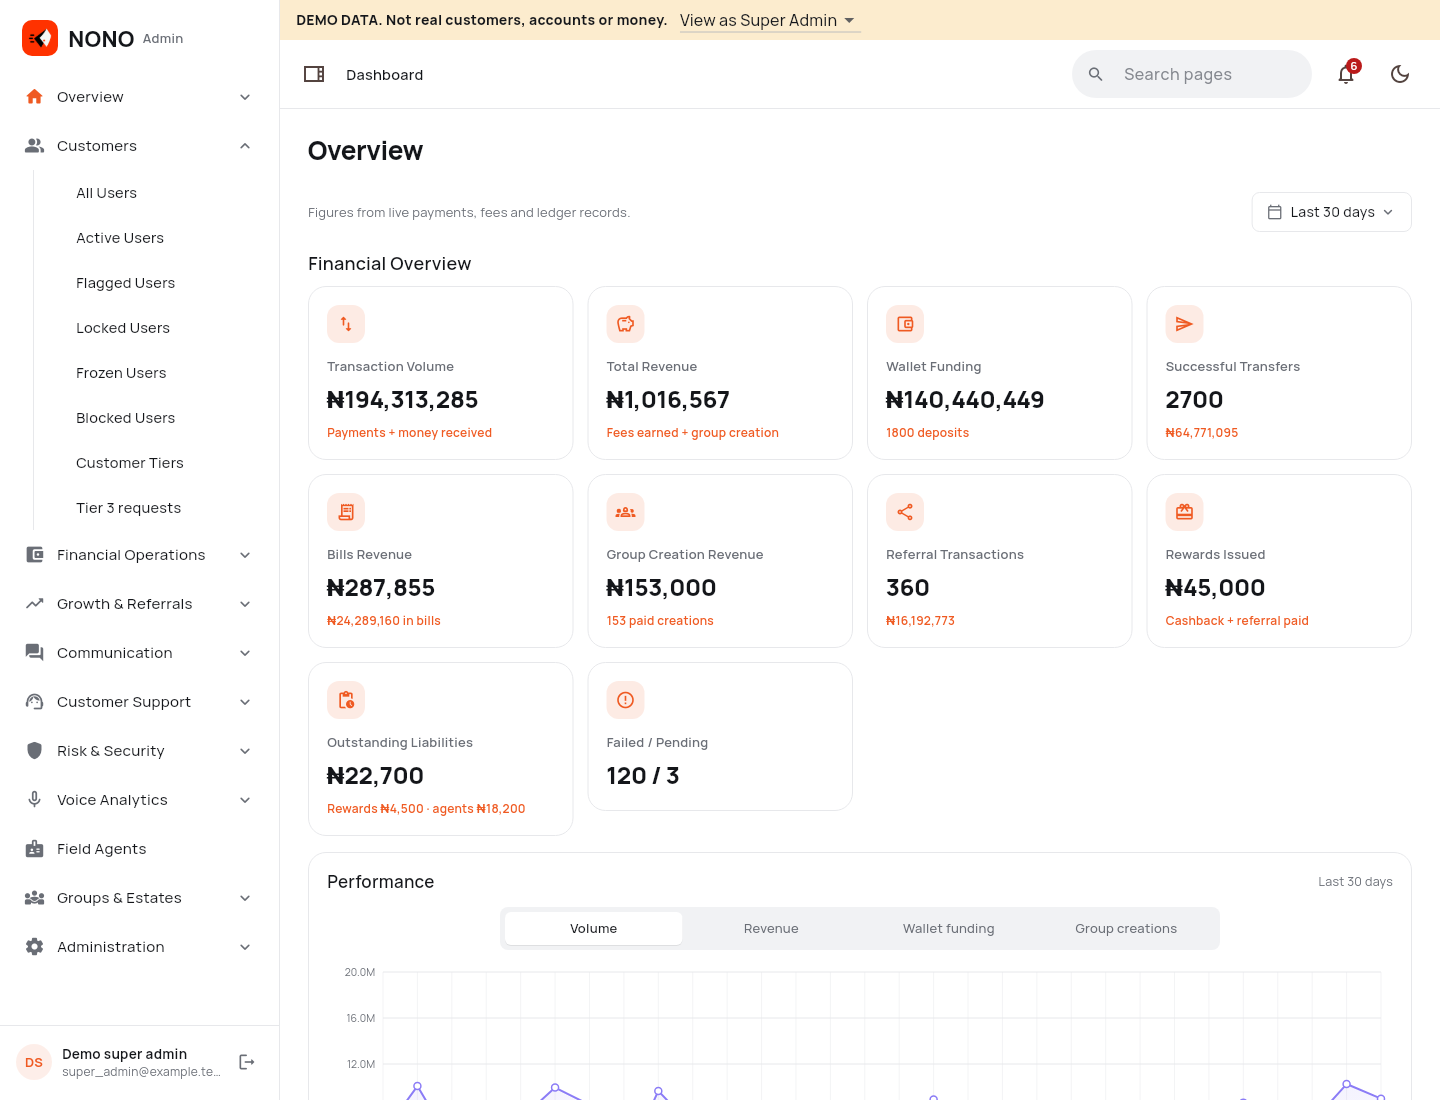 DEMO DATA. Not real customers, accounts or money. View as Super Admin
NONO Admin
Overview
Customers
All Users
Active Users
Flagged Users
Locked Users
Frozen Users
Blocked Users
Customer Tiers
Tier 3 requests
Financial Operations
Growth & Referrals
Communication
Customer Support
Risk & Security
Voice Analytics
Field Agents
Groups & Estates
Administration
DS
Demo super admin
super_admin@example.te...
Dashboard
Search pages
6
Overview
Figures from live payments, fees and ledger records.
Last 30 days
Financial Overview
Transaction Volume
₦194,313,285
Payments + money received
Total Revenue
₦1,016,567
Fees earned + group creation
Wallet Funding
₦140,440,449
1800 deposits
Successful Transfers
2700
₦64,771,095
Bills Revenue
₦287,855
₦24,289,160 in bills
Group Creation Revenue
₦153,000
153 paid creations
Referral Transactions
360
₦16,192,773
Rewards Issued
₦45,000
Cashback + referral paid
Outstanding Liabilities
₦22,700
Rewards ₦4,500 · agents ₦18,200
Failed / Pending
120 / 3
Performance
Last 30 days
Volume
Revenue
Wallet funding
Group creations
20.0M
16.0M
12.0M